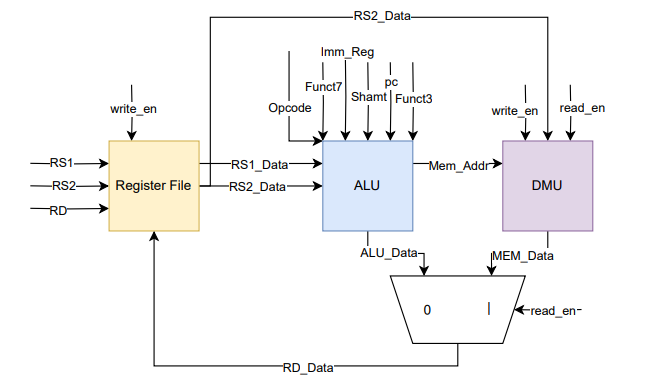 RS2_Data
Imm_Reg
Funct7
pc
Shamt
Funct3
Opcode
write_en
write_en
read_en
RS1
RS2
RD
Register File
RS1_Data
RS2_Data
ALU
Mem_Addr
DMU
ALU_Data
MEM_Data
0
|
read_en
RD_Data